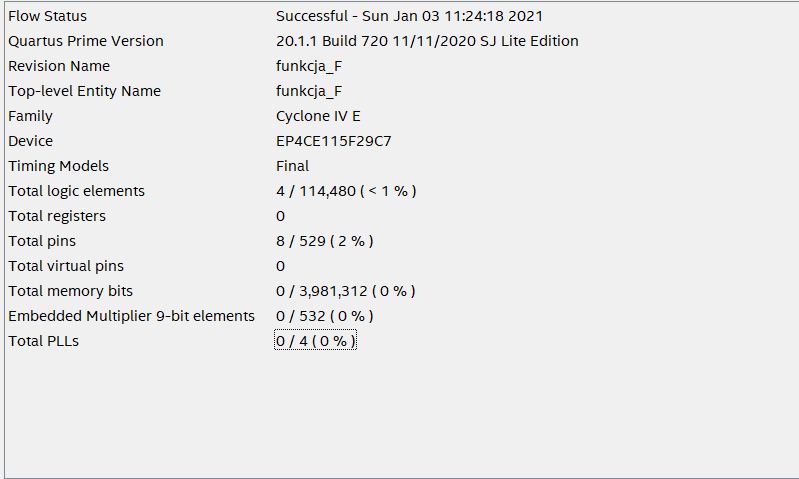 Flow Status Successful - Sun Jan 03 11:24:18 2021
Quartus Prime Version 20.1.1 Build 720 11/11/2020 SJ Lite Edition
Revision Name funkcja_F
Top-level Entity Name funkcja_F
Family Cyclone IV E
Device EP4CE115F29C7
Timing Models Final
Total logic elements 4 / 114,480 ( < 1 % )
Total registers 0
Total pins 8 / 529 ( 2 % )
Total virtual pins 0
Total memory bits 0 / 3,981,312 ( 0 % )
Embedded Multiplier 9-bit elements 0 / 532 ( 0 % )
Total PLLs 0 / 4 ( 0 % )